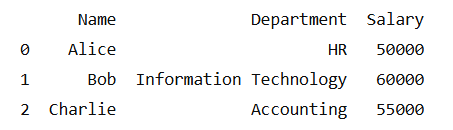 Name Department Salary
0 Alice HR 50000
1 Bob Information Technology 60000
2 Charlie Accounting 55000